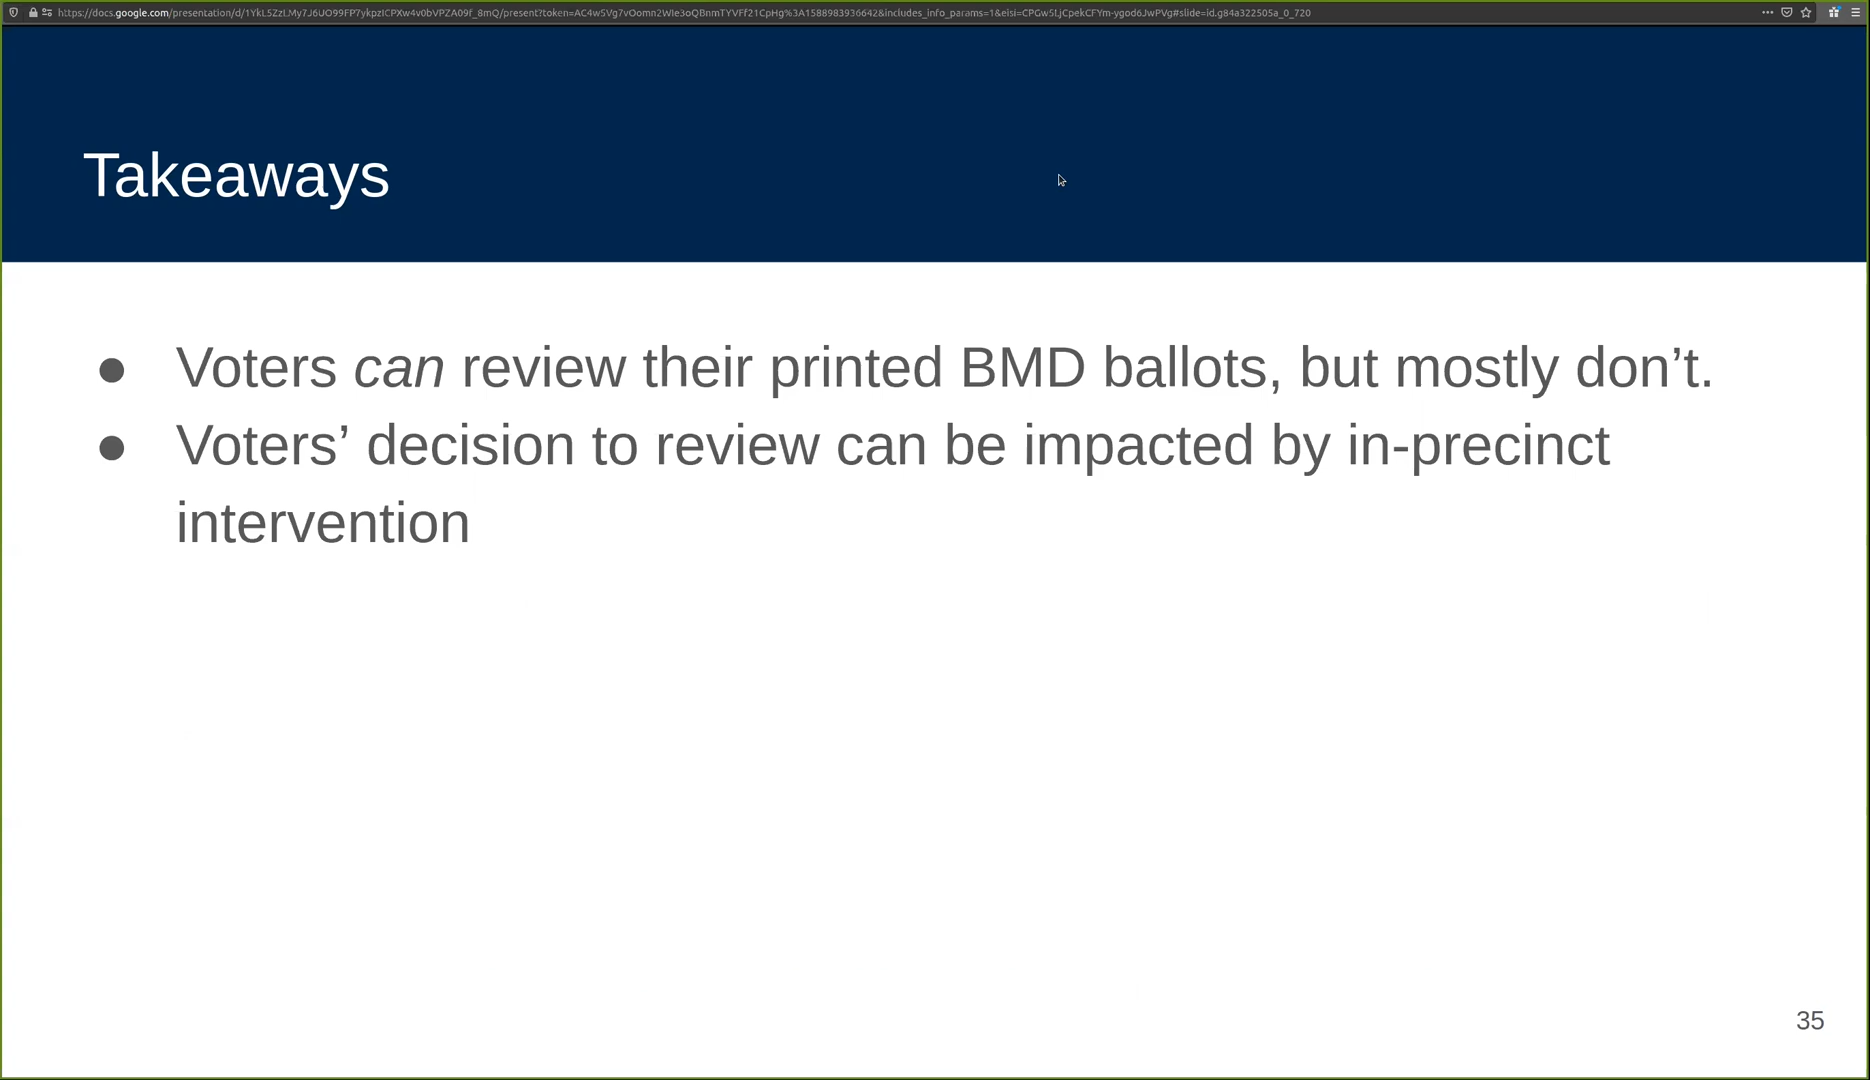 Takeaways
● Voters can review their printed BMD ballots, but mostly don’t.
● Voters’ decision to review can be impacted by in-precinct
intervention
35